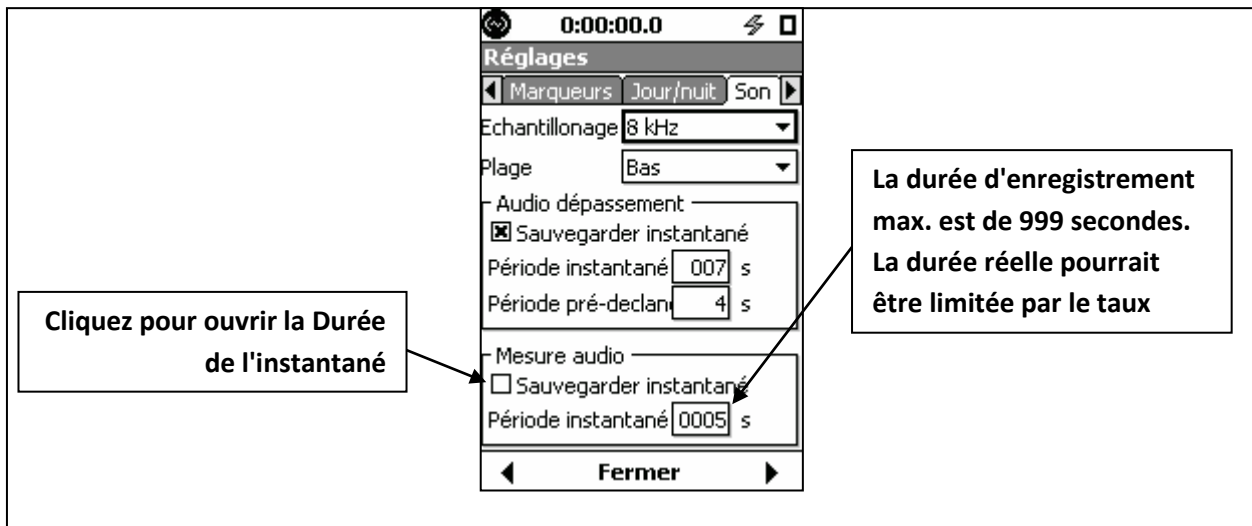 0:00:00.0
Réglages
Marqueurs Jour/nuit Son
Echantillonage 8 kHz
Plage Bas
Audio dépassement
Sauvegarder instantané
Période instantané 007 s
Période pré-declan 4 s
Mesure audio
Sauvegarder instantané
Période instantané 0005 s
Fermer
Cliquez pour ouvrir la Durée
de l'instantané
La durée d'enregistrement
max. est de 999 secondes.
La durée réelle pourrait
être limitée par le taux